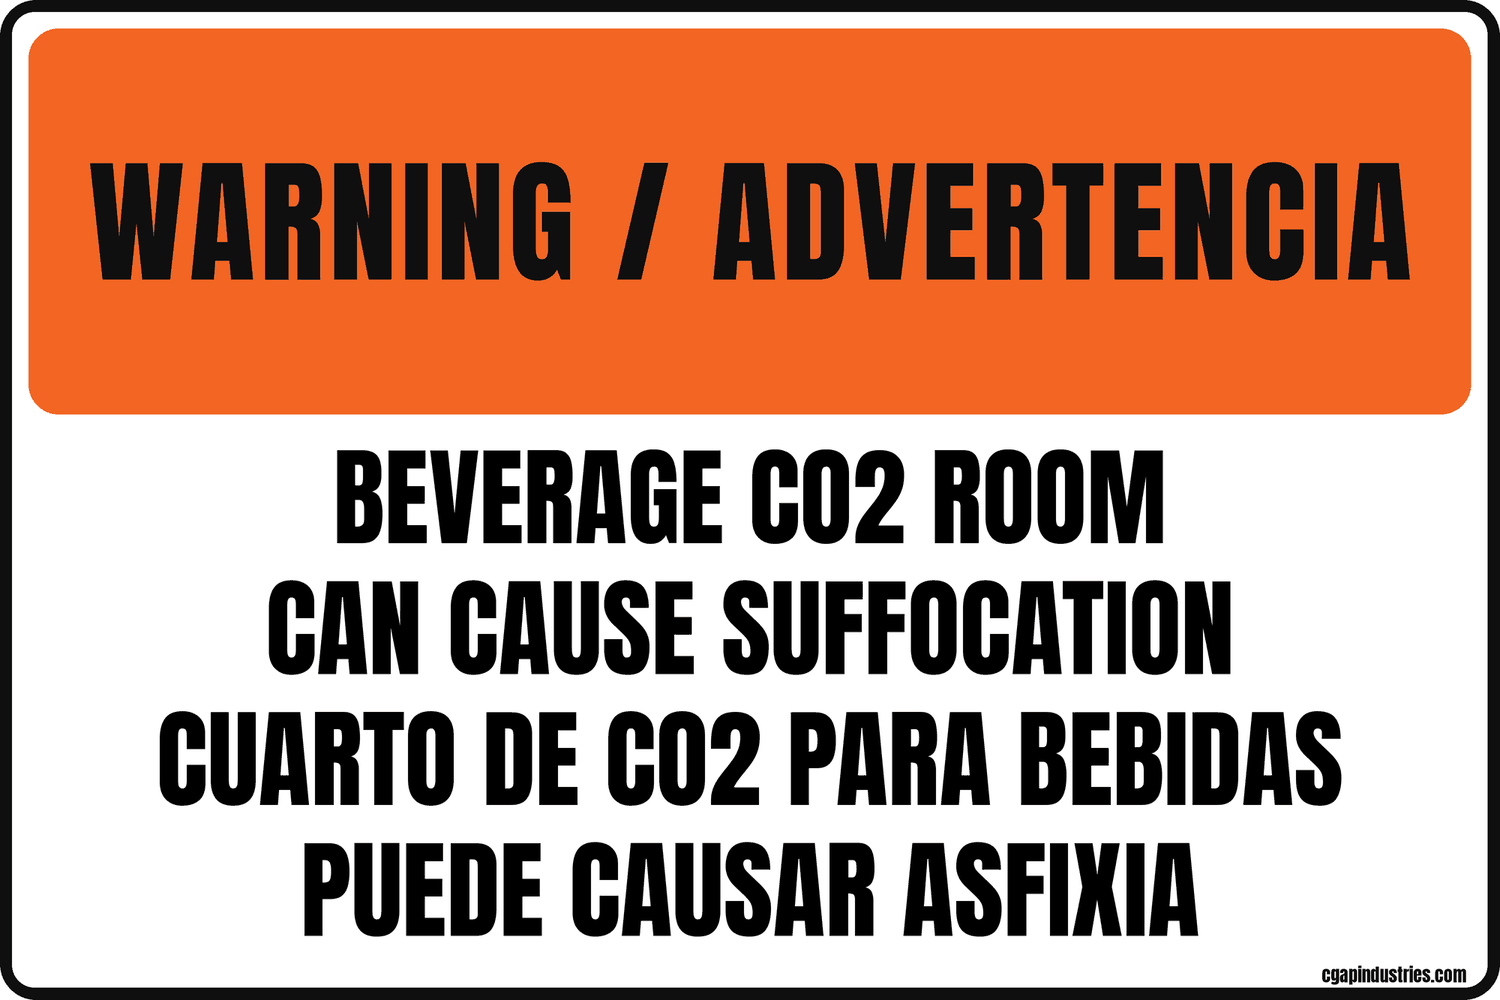 WARNING / ADVERTENCIA
BEVERAGE CO2 ROOM
CAN CAUSE SUFFOCATION
CUARTO DE CO2 PARA BEBIDAS
PUEDE CAUSAR ASFIXIA
cgapindustries.com